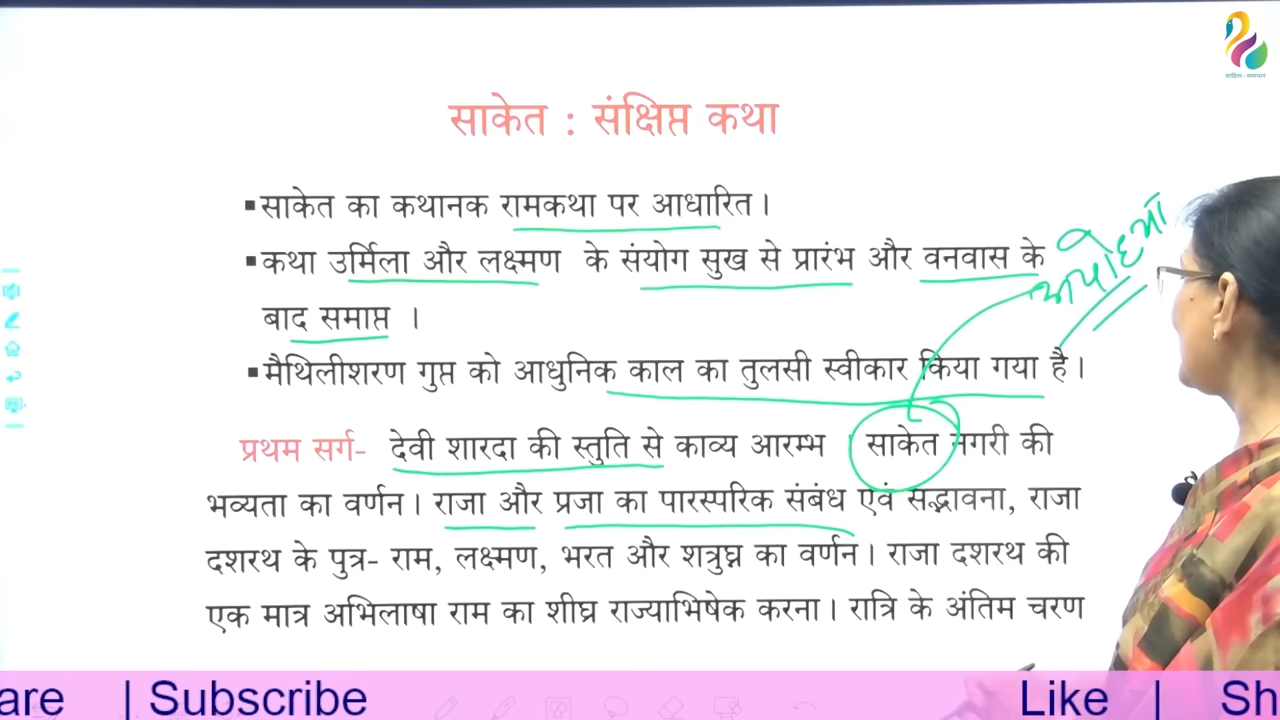 साहित्य - समाधार
साकेत : संक्षिप्त कथा
▪साकेत का कथानक रामकथा पर आधारित।
▪कथा उर्मिला और लक्ष्मण के संयोग सुख से प्रारंभ और वनवास के
अयोध्या
बाद समाप्त ।
▪मैथिलीशरण गुप्त को आधुनिक काल का तुलसी स्वीकार किया गया है।
प्रथम सर्ग- देवी शारदा की स्तुति से काव्य आरम्भ साकेत नगरी की
भव्यता का वर्णन। राजा और प्रजा का पारस्परिक संबंध एवं सद्भावना, राजा
दशरथ के पुत्र- राम, लक्ष्मण, भरत और शत्रुघ्न का वर्णन। राजा दशरथ की
एक मात्र अभिलाषा राम का शीघ्र राज्याभिषेक करना। रात्रि के अंतिम चरण
are | Subscribe Like | Sh